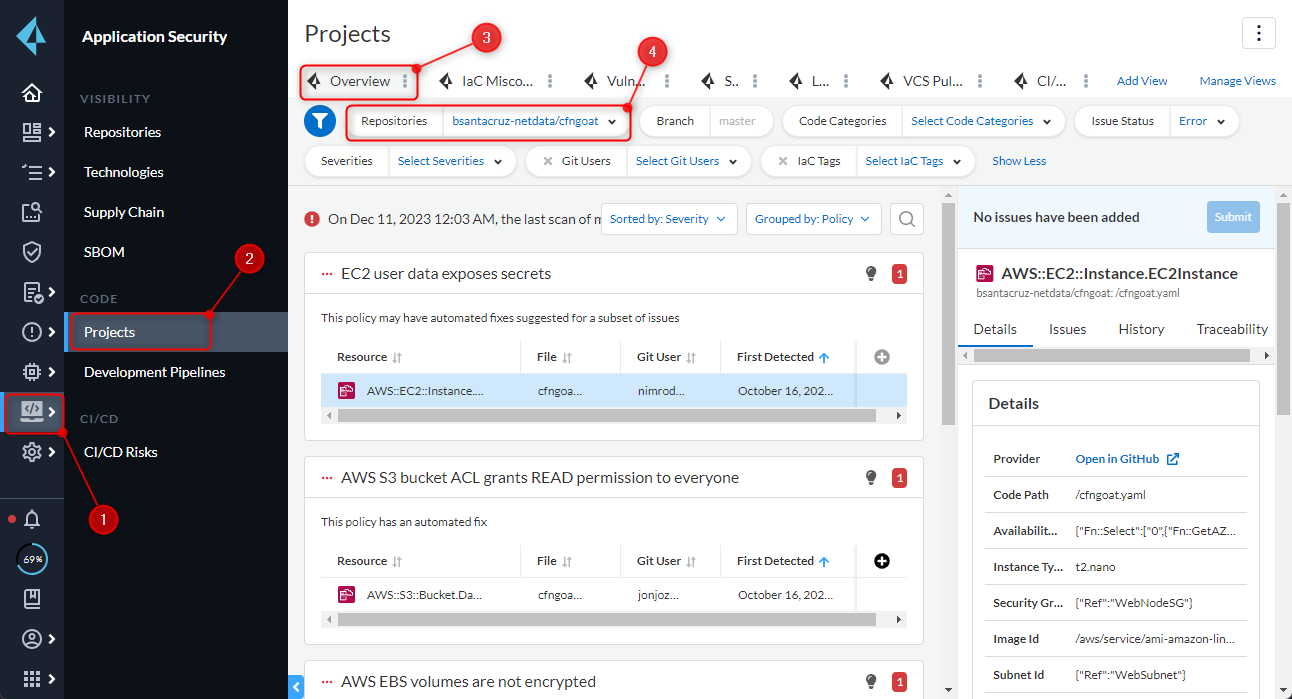 Application Security
VISIBILITY
Repositories
Technologies
Supply Chain
SBOM
2
CODE
Projects
Development Pipelines
CI/CD
CI/CD Risks
1
69%
Projects
3
4
Overview
IaC Misco...
Vuln...
S..
L...
VCS Pul...
CI/...
Add View
Manage Views
Repositories bsantacruz-netdata/cfngoat
Branch master
Code Categories Select Code Categories
Issue Status Error
Severities Select Severities
Git Users Select Git Users
IaC Tags Select IaC Tags
Show Less
On Dec 11, 2023 12:03 AM, the last scan of m
Sorted by: Severity
Grouped by: Policy
EC2 user data exposes secrets
1
This policy may have automated fixes suggested for a subset of issues
Resource File Git User First Detected
AWS::EC2::Instance.... cfngoa... nimrod... October 16, 202...
AWS S3 bucket ACL grants READ permission to everyone
1
This policy has an automated fix
Resource File Git User First Detected
AWS::S3::Bucket.Da... cfngoa... jonjoz... October 16, 202...
AWS EBS volumes are not encrypted
1
No issues have been added
Submit
AWS::EC2::Instance.EC2Instance
bsantacruz-netdata/cfngoat: /cfngoat.yaml
Details Issues History Traceability
Details
Provider Open in GitHub
Code Path /cfngoat.yaml
Availabilit... {"Fn::Select":["0",{"Fn::GetAZ...
Instance Ty... t2.nano
Security Gr... {"Ref":"WebNodeSG"}
Image Id /aws/service/ami-amazon-lin...
Subnet Id {"Ref":"WebSubnet"}